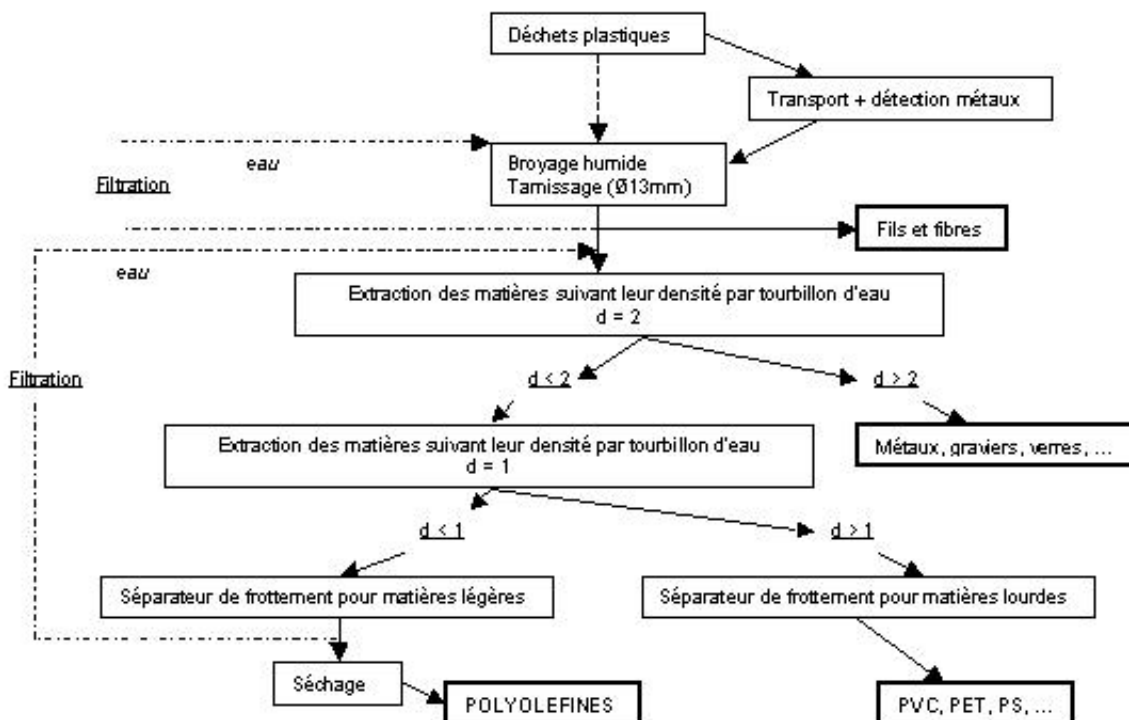 Déchets plastiques
Transport + détection métaux
eau
Broyage humide
Tamissage (Ø13mm)
Filtration
Fils et fibres
eau
Extraction des matières suivant leur densité par tourbillon d'eau
d = 2
Filtration
d < 2
d > 2
Extraction des matières suivant leur densité par tourbillon d'eau
d = 1
Métaux, graviers, verres, ...
d < 1
d > 1
Séparateur de frottement pour matières légères
Séparateur de frottement pour matières lourdes
Séchage
POLYOLEFINES
PVC, PET, PS, ...